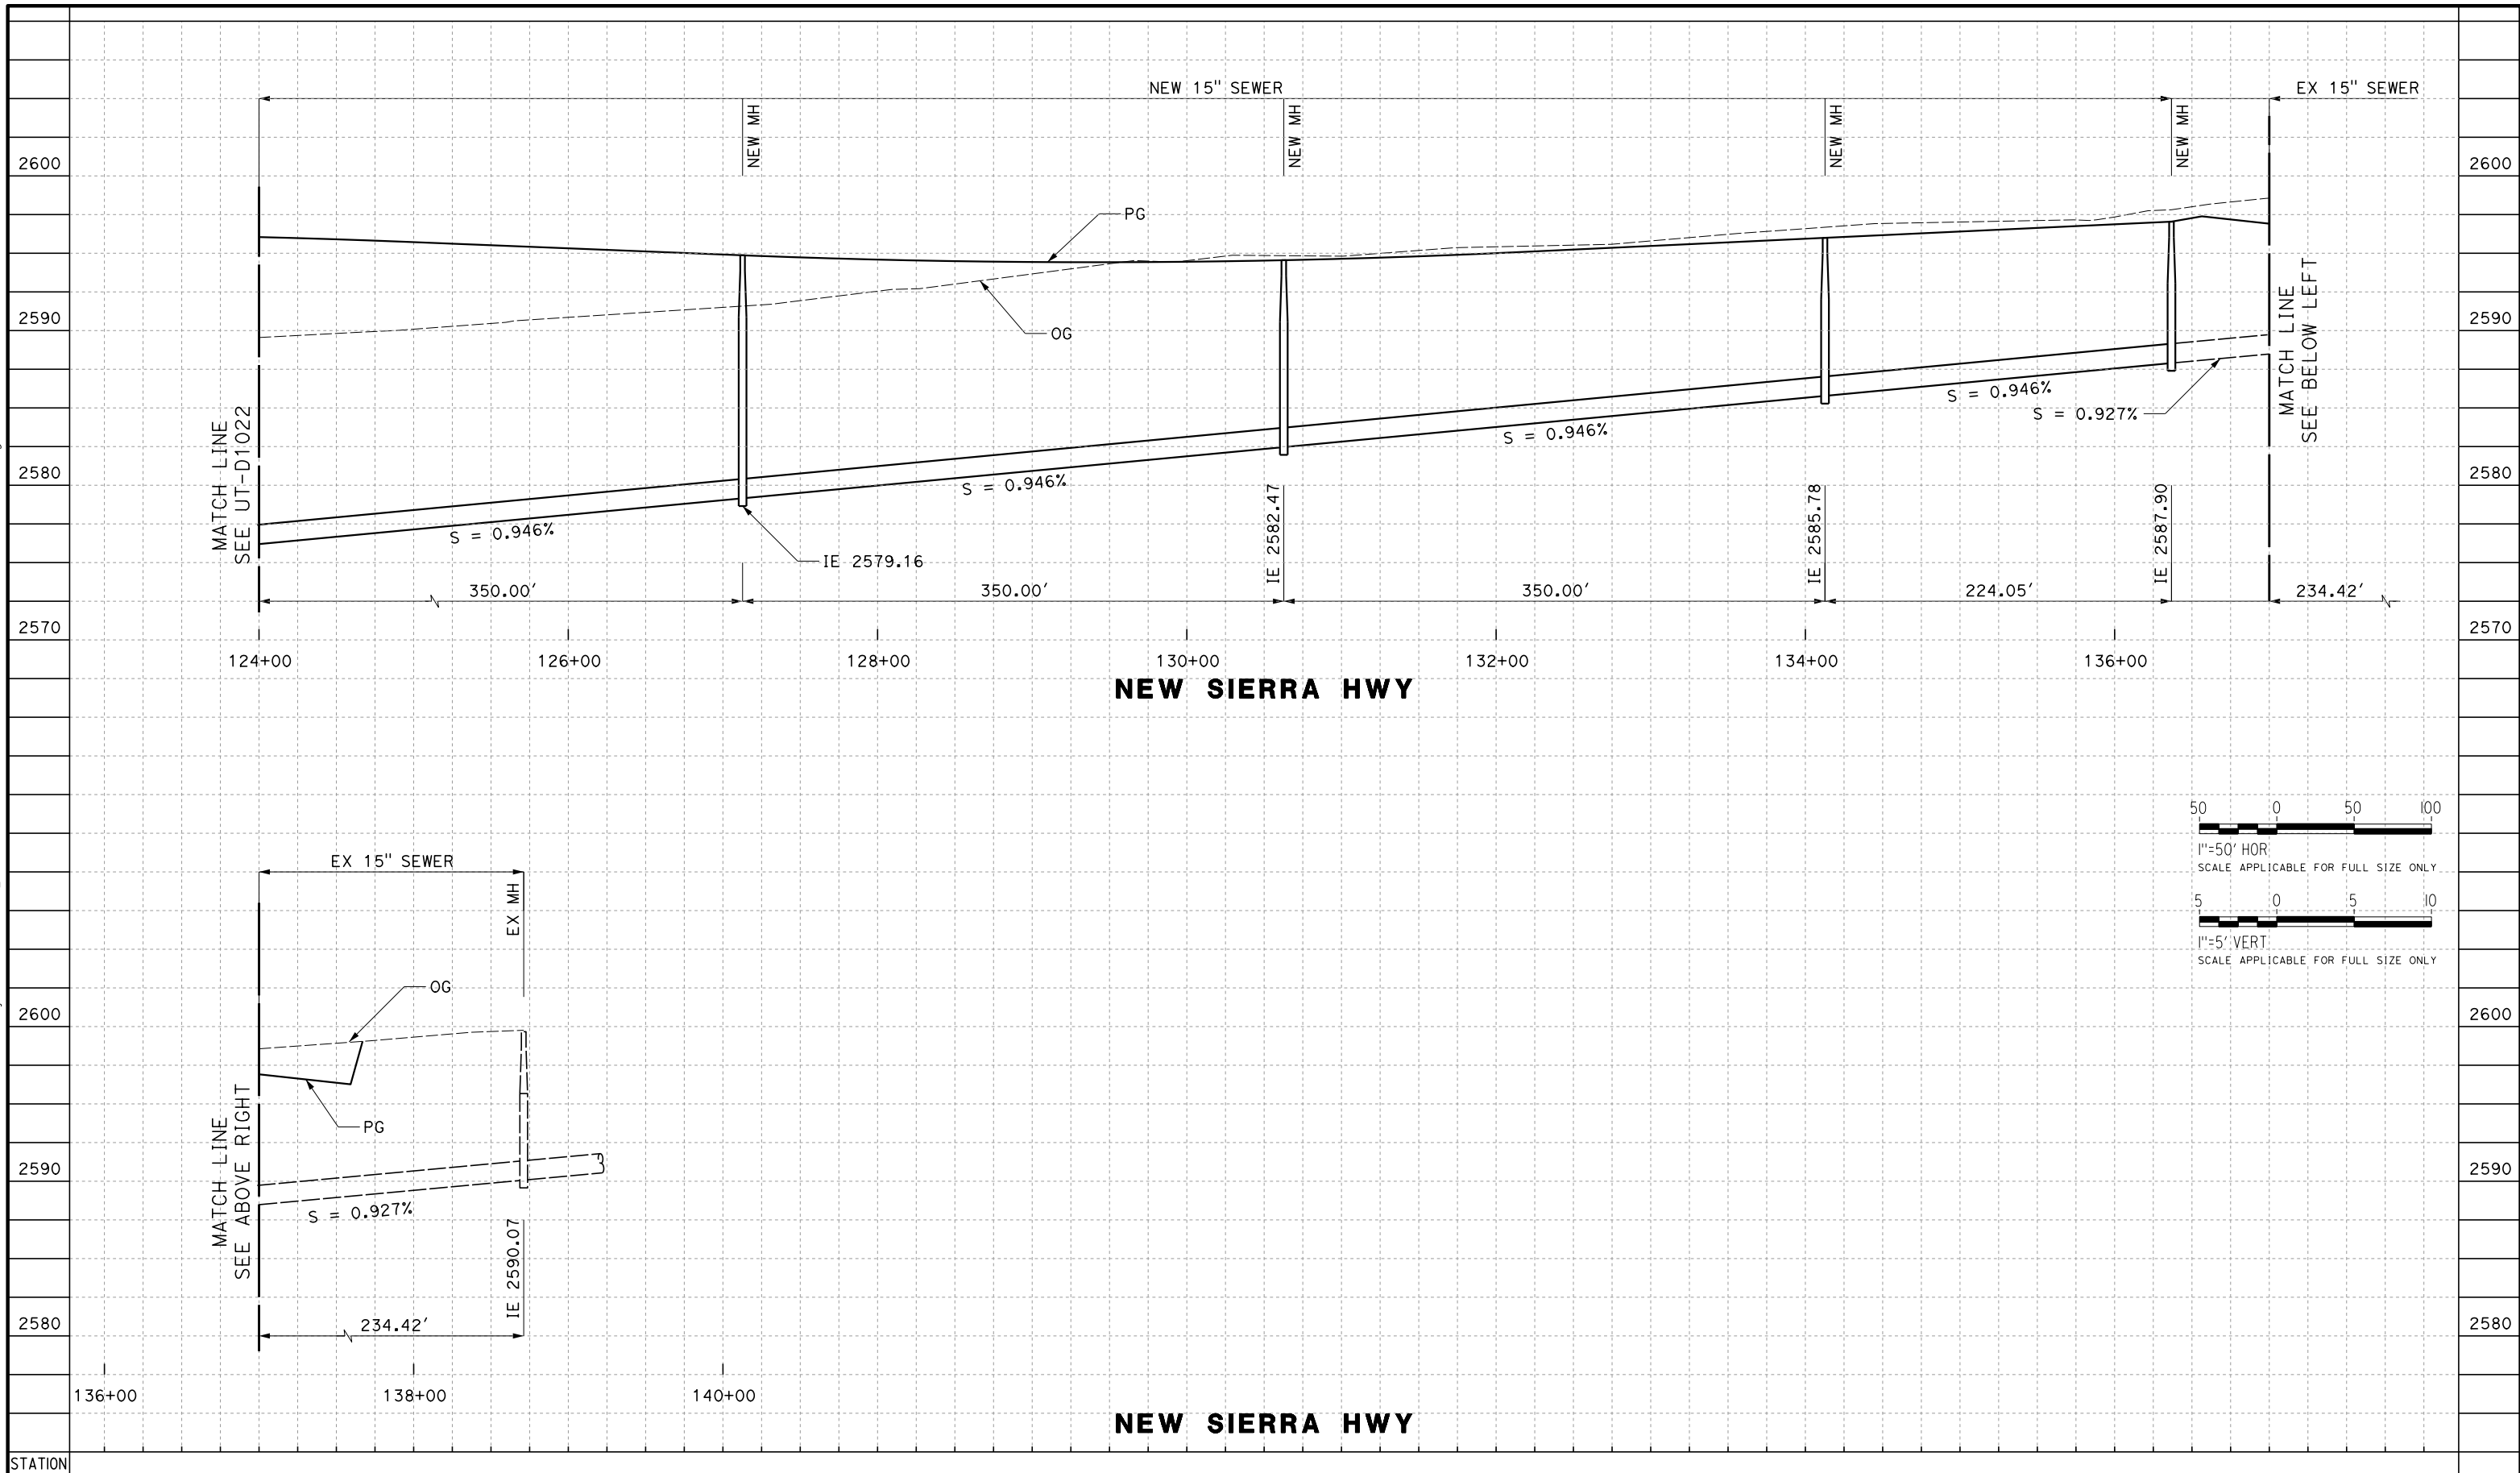 NEW 15" SEWER
EX 15" SEWER
NEW MH
NEW MH
NEW MH
NEW MH
2600
2600
PG
OG
2590
2590
MATCH LINE
SEE BELOW LEFT
MATCH LINE
SEE UT-D1022
S = 0.946%
S = 0.927%
S = 0.946%
S = 0.946%
S = 0.946%
2580
2580
IE 2579.16
IE 2582.47
IE 2585.78
IE 2587.90
350.00'
350.00'
350.00'
224.05'
234.42'
2570
2570
124+00
126+00
128+00
130+00
132+00
134+00
136+00
NEW SIERRA HWY
50 0 50 100
1"=50' HOR
SCALE APPLICABLE FOR FULL SIZE ONLY
5 0 5 10
1"=5' VERT
SCALE APPLICABLE FOR FULL SIZE ONLY
EX 15" SEWER
EX MH
OG
2600
2600
PG
MATCH LINE
SEE ABOVE RIGHT
2590
2590
S = 0.927%
IE 2590.07
234.42'
2580
2580
136+00
138+00
140+00
NEW SIERRA HWY
STATION